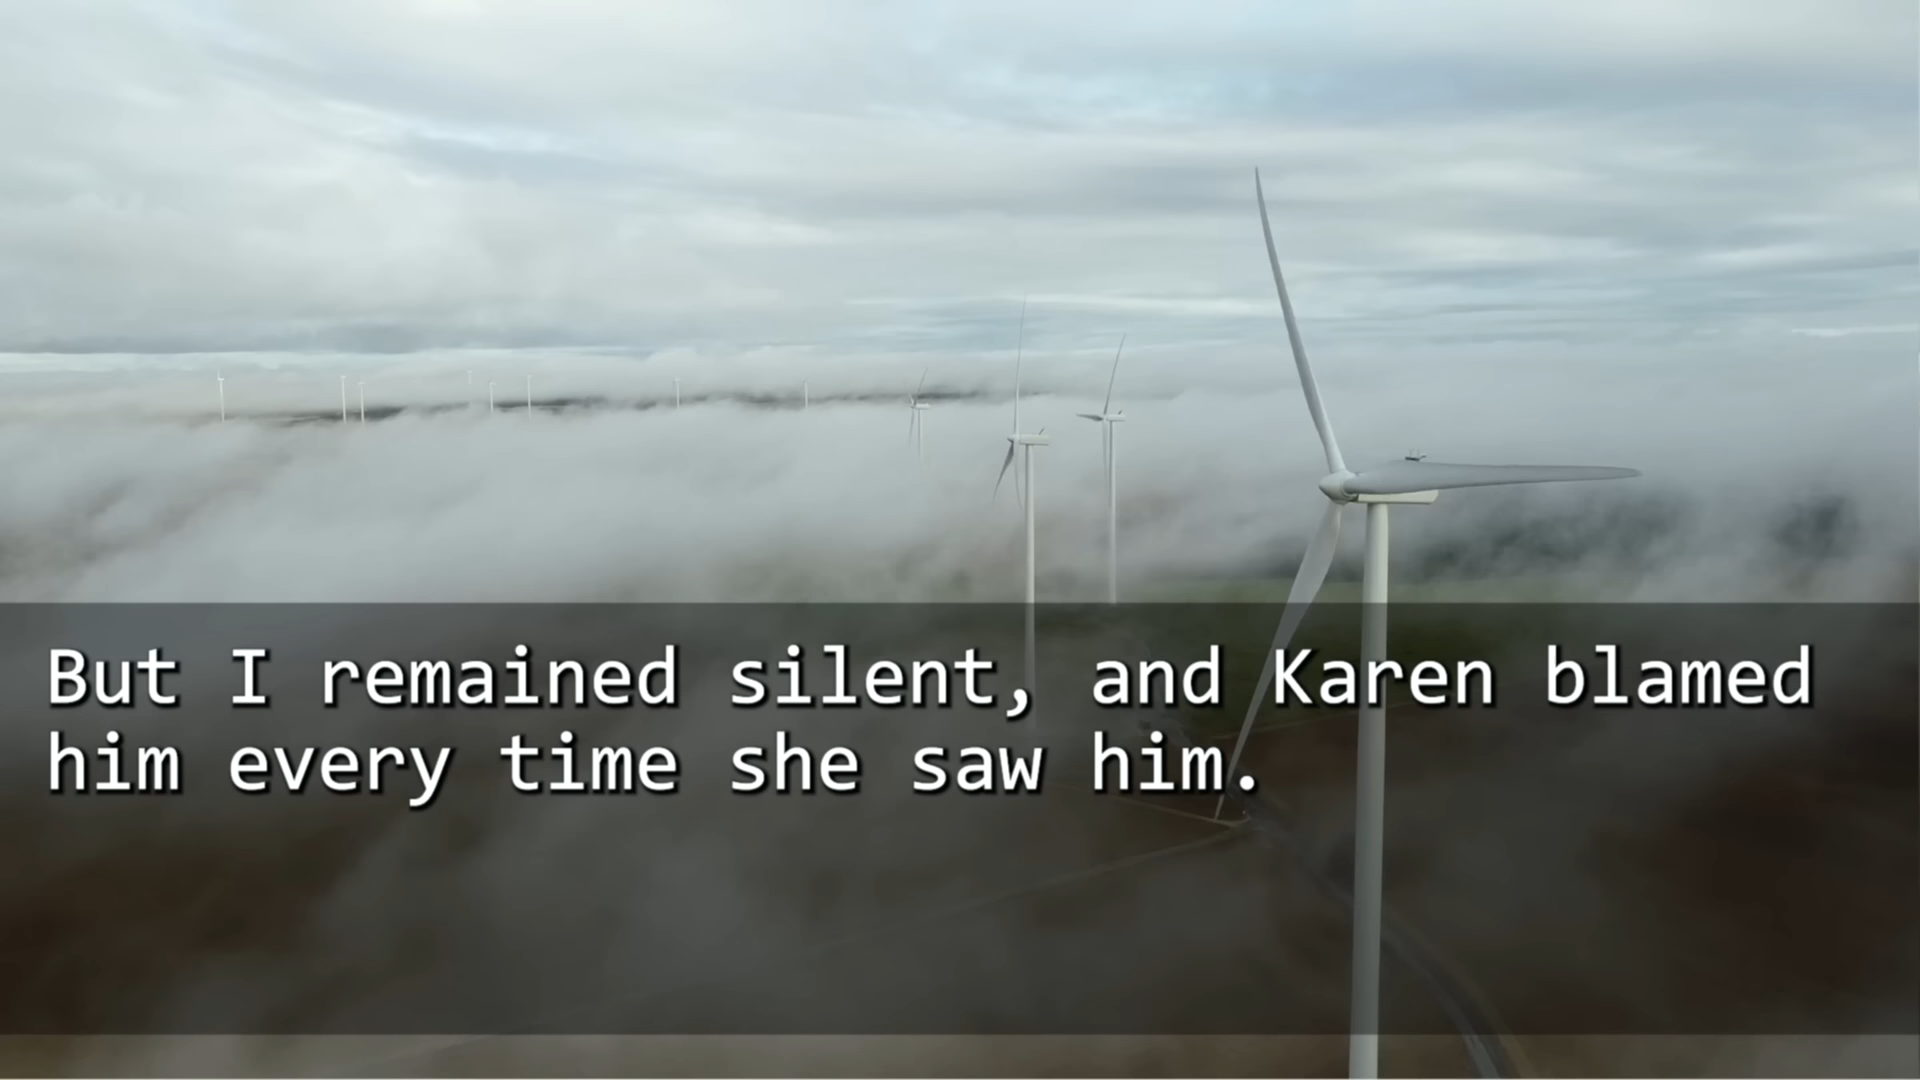 But I remained silent, and Karen blamed
him every time she saw him.